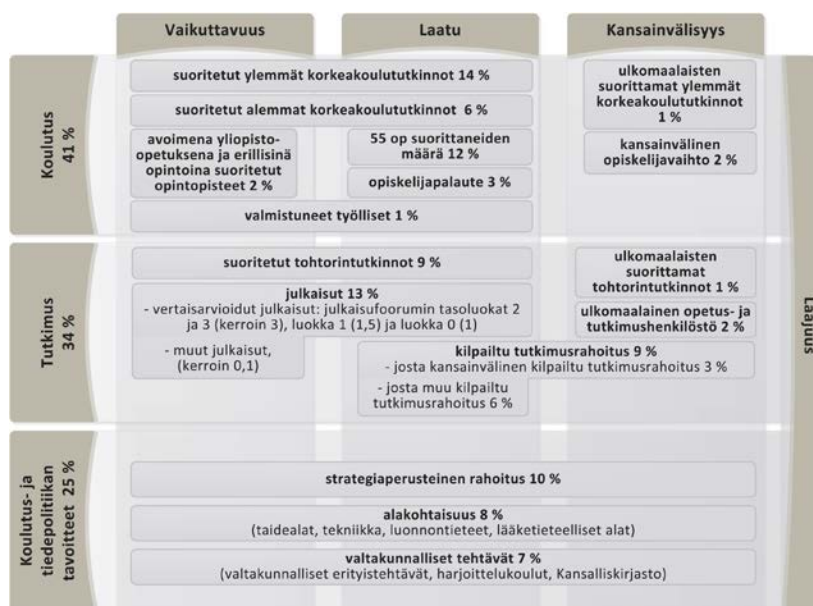 Vaikuttavuus
Laatu
Kansainvälisyys
Koulutus
41 %
suoritetut ylemmät korkeakoulututkinnot 14 %
suoritetut alemmat korkeakoulututkinnot 6 %
avoimena yliopisto-
opetuksena ja erillisinä
opintoina suoritetut
opintopisteet 2 %
55 op suorittaneiden
määrä 12 %
opiskelijapalaute 3 %
valmistuneet työlliset 1 %
ulkomaalaisten
suorittamat ylemmät
korkeakoulututkinnot
1 %
kansainvälinen
opiskelijavaihto 2 %
Tutkimus
34 %
suoritetut tohtorintutkinnot 9 %
julkaisut 13 %
- vertaisarvioidut julkaisut: julkaisufoorumin tasoluokat 2
ja 3 (kerroin 3), luokka 1 (1,5) ja luokka 0 (1)
- muut julkaisut,
(kerroin 0,1)
ulkomaalaisten
suorittamat
tohtorintutkinnot 1 %
ulkomaalainen opetus- ja
tutkimushenkilöstö 2 %
kilpailtu tutkimusrahoitus 9 %
- josta kansainvälinen kilpailtu tutkimusrahoitus 3 %
- josta muu kilpailtu
tutkimusrahoitus 6 %
Laajuus
Koulutus- ja
tiedepolitiikan
tavoitteet 25 %
strategiaperusteinen rahoitus 10 %
alakohtaisuus 8 %
(taidealat, tekniikka, luonnontieteet, lääketieteelliset alat)
valtakunnalliset tehtävät 7 %
(valtakunnalliset erityistehtävät, harjoittelukoulut, Kansalliskirjasto)